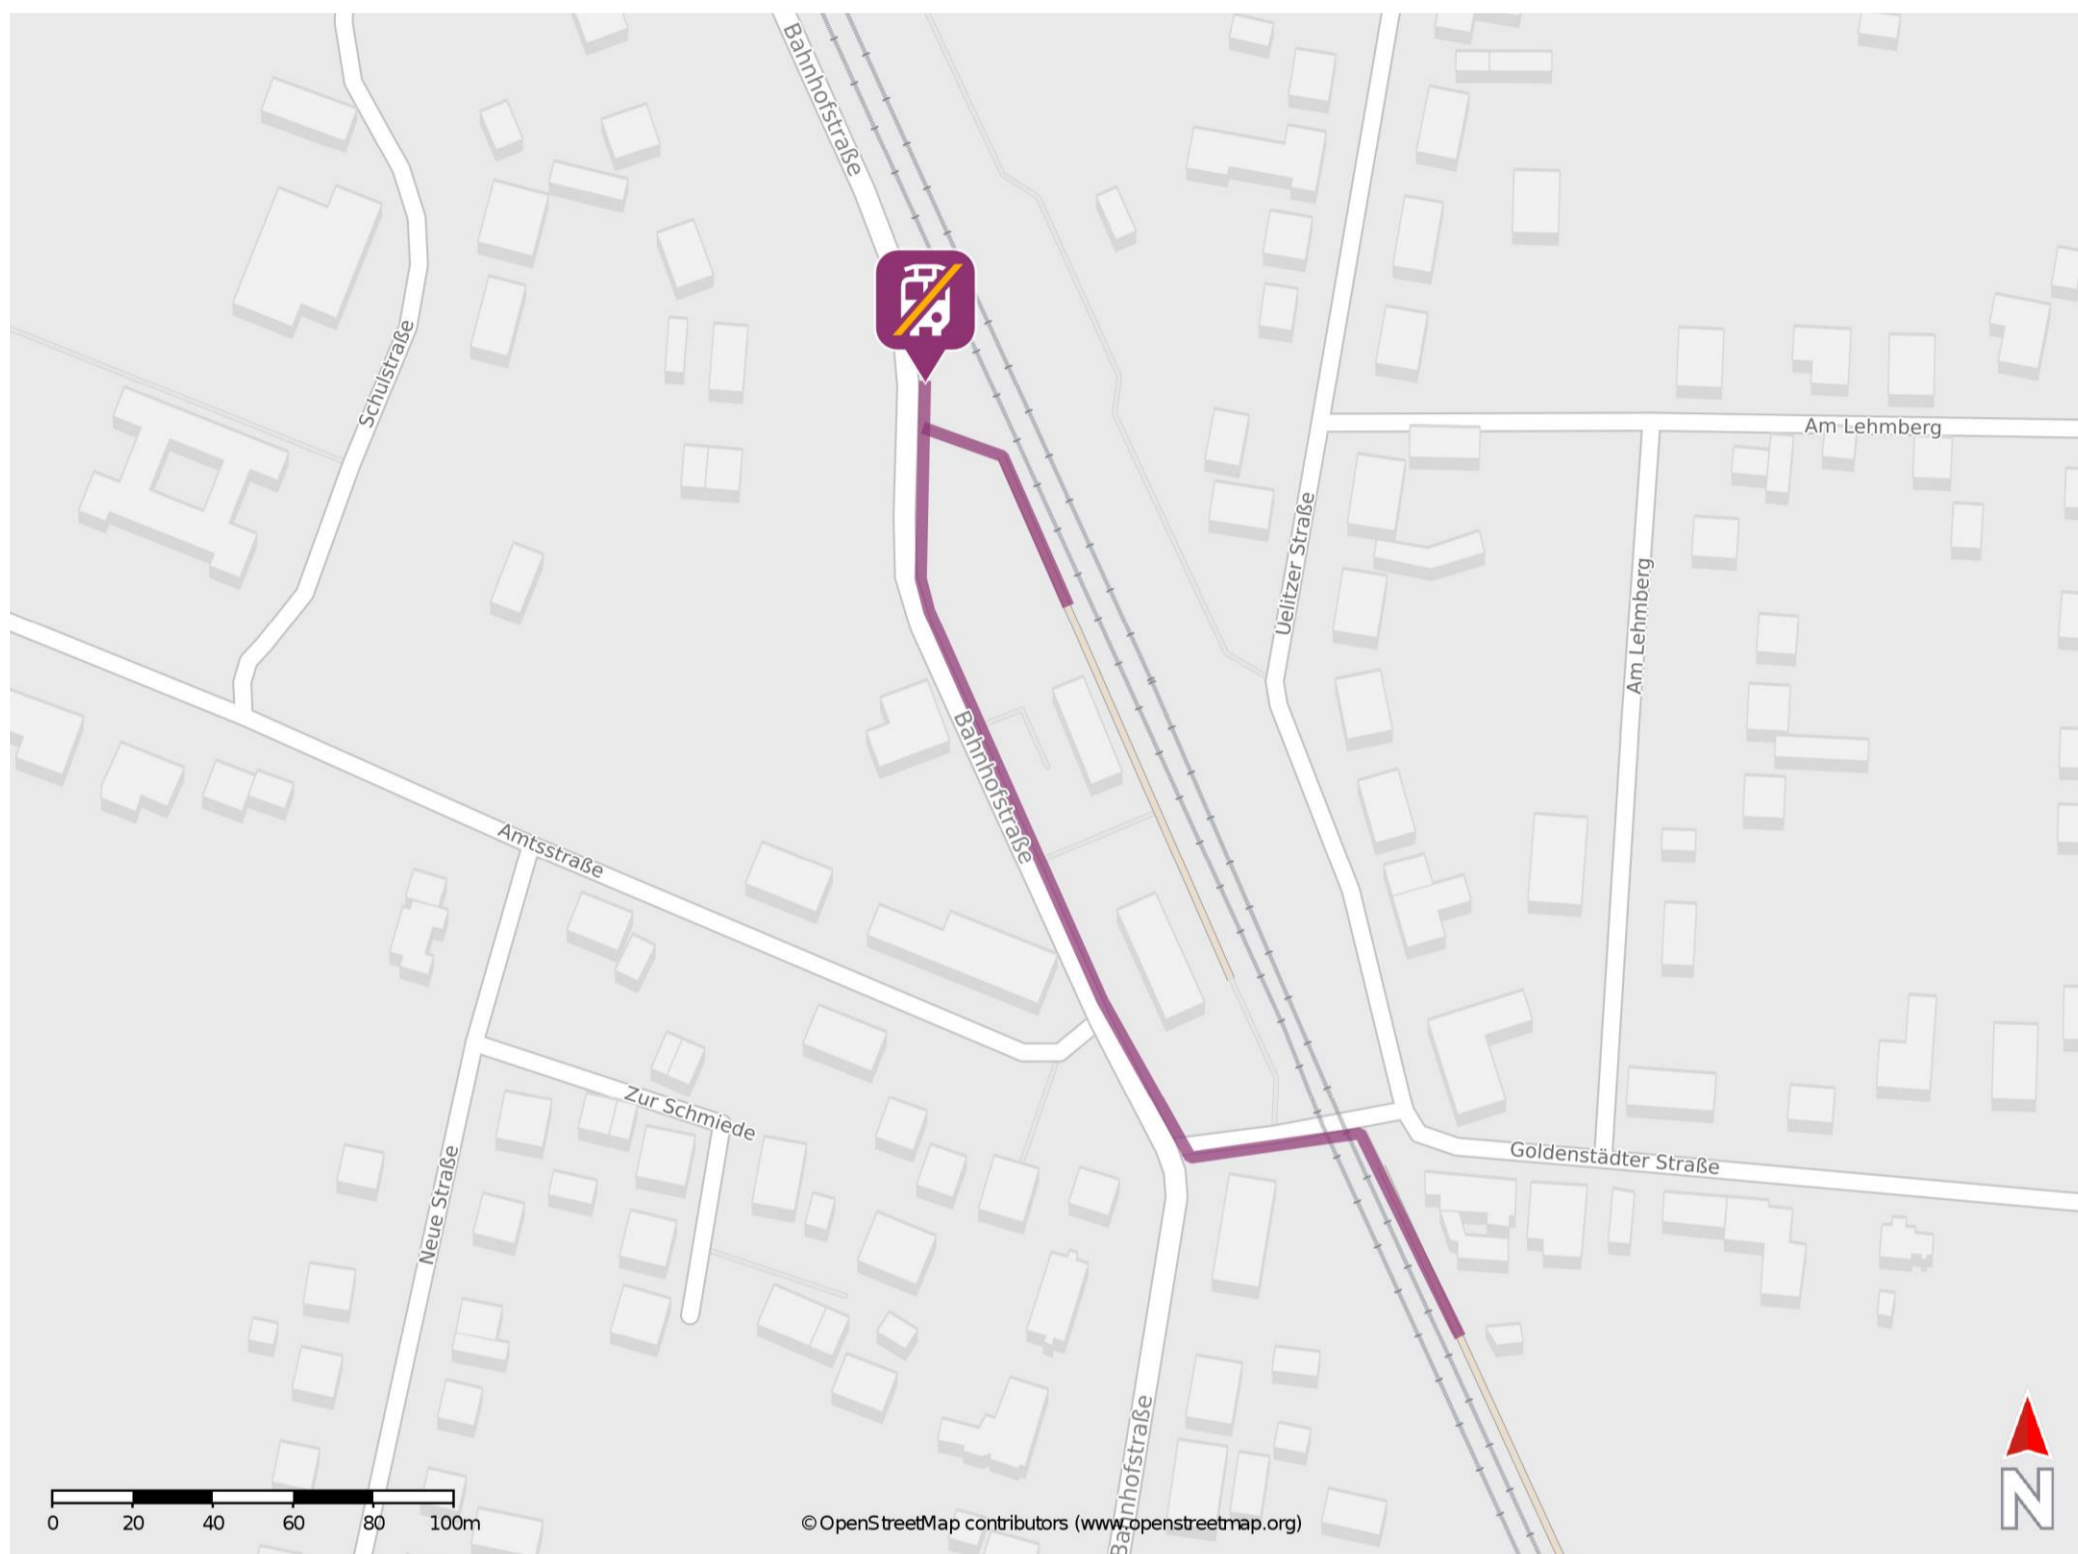 Bahnhofstraße
Schulstraße
Am Lehmberg
Uelitzer Straße
Am Lehmberg
Bahnhofstraße
Amtsstraße
Zur Schmiede
Goldenstädter Straße
Neue Straße
Bahnhofstraße
N
0 20 40 60 80 100m
© OpenStreetMap contributors (www.openstreetmap.org)